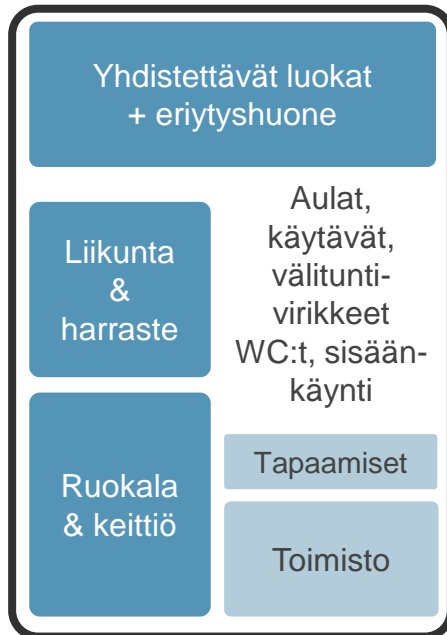 Yhdistettävät luokat
+ eriytyshuone
Liikunta
&
harraste
Aulat,
käytävät,
välitunti-
virikkeet
WC:t, sisään-
käynti
Ruokala
& keittiö
Tapaamiset
Toimisto